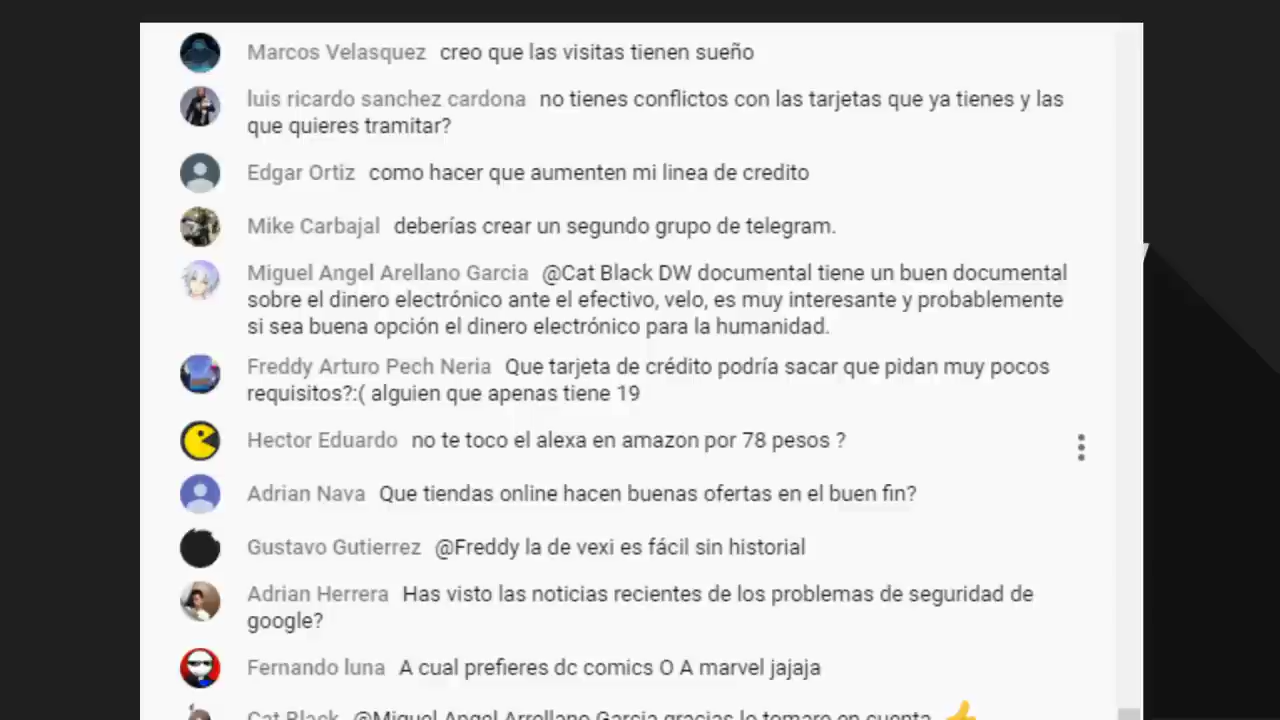 Marcos Velasquez creo que las visitas tienen sueño
luis ricardo sanchez cardona no tienes conflictos con las tarjetas que ya tienes y las
que quieres tramitar?
Edgar Ortiz como hacer que aumenten mi linea de credito
Mike Carbajal deberías crear un segundo grupo de telegram.
Miguel Angel Arellano Garcia @Cat Black DW documental tiene un buen documental
sobre el dinero electrónico ante el efectivo, velo, es muy interesante y probablemente
si sea buena opción el dinero electrónico para la humanidad.
Freddy Arturo Pech Neria Que tarjeta de crédito podría sacar que pidan muy pocos
requisitos?:( alguien que apenas tiene 19
Hector Eduardo no te toco el alexa en amazon por 78 pesos ?
Adrian Nava Que tiendas online hacen buenas ofertas en el buen fin?
Gustavo Gutierrez @Freddy la de vexi es fácil sin historial
Adrian Herrera Has visto las noticias recientes de los problemas de seguridad de
google?
Fernando luna A cual prefieres dc comics O A marvel jajaja
Cat Black @Miguel Angel Arrellano Garcia gracias lo tomare en cuenta 👍